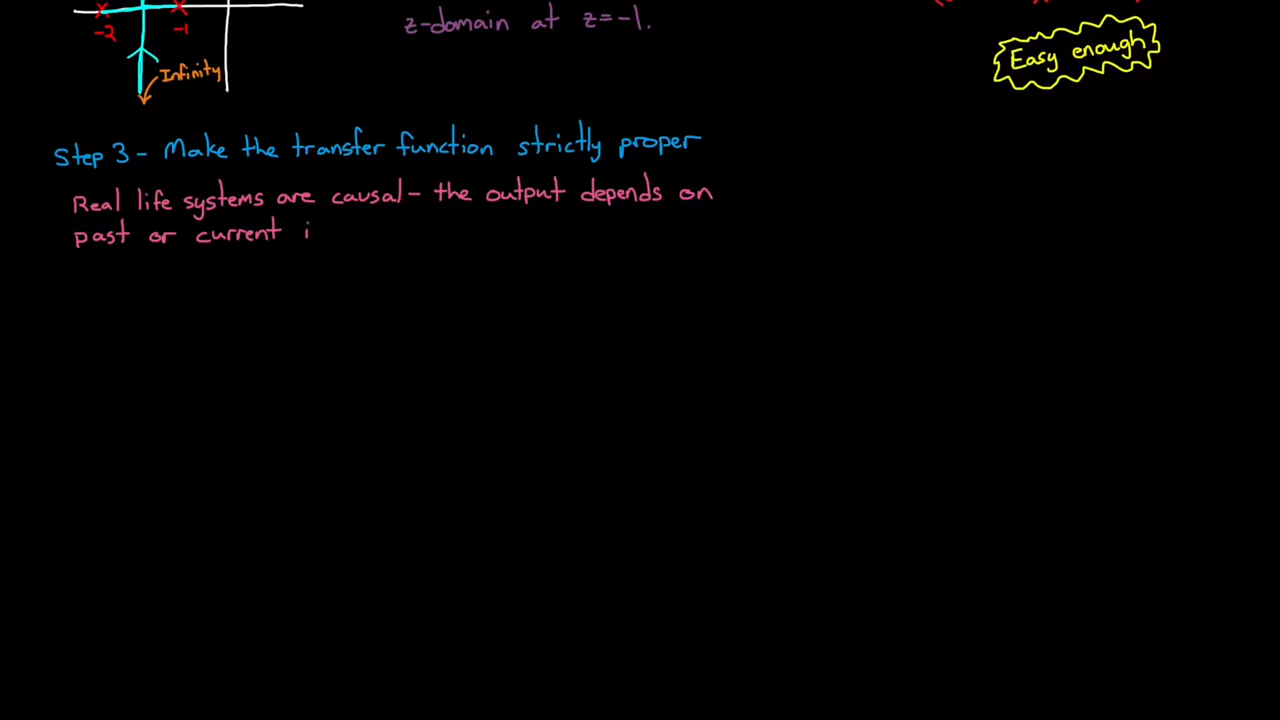 z-domain at z=-1.
-2
-1
Infinity
Easy enough
Step 3 - Make the transfer function strictly proper
Real life systems are causal - the output depends on
past or current i